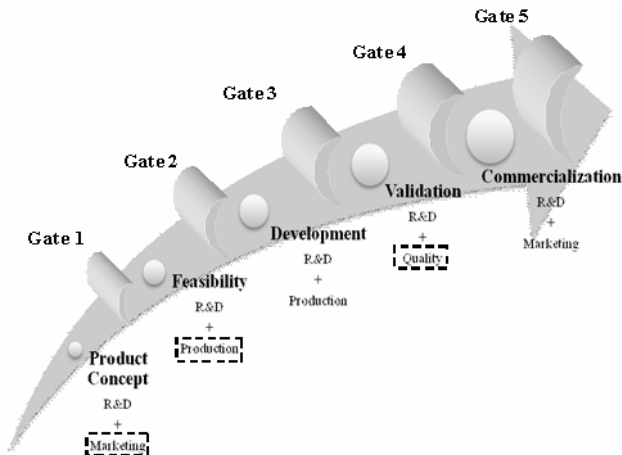 Gate 1
Gate 2
Gate 3
Gate 4
Gate 5
Product
Concept
R&D
+
Marketing
Feasibility
R&D
+
Production
Development
R&D
+
Production
Validation
R&D
+
Quality
Commercialization
R&D
+
Marketing